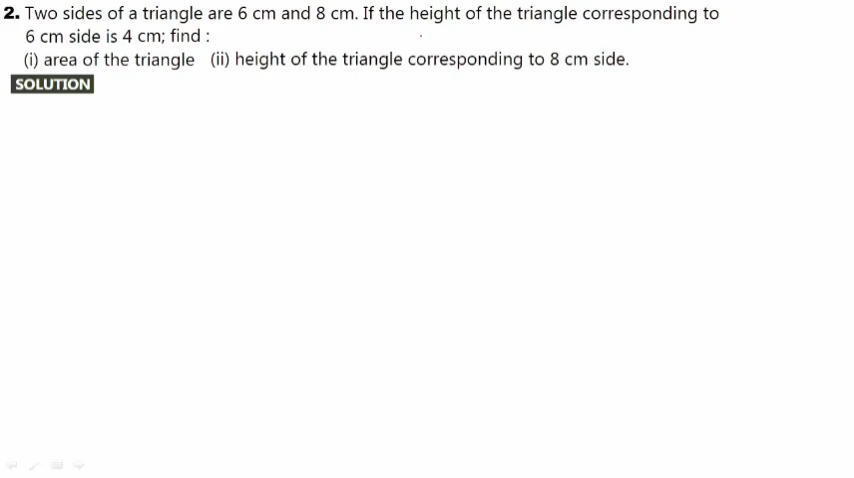 2. Two sides of a triangle are 6 cm and 8 cm. If the height of the triangle corresponding to
6 cm side is 4 cm; find :
(i) area of the triangle (ii) height of the triangle corresponding to 8 cm side.
SOLUTION